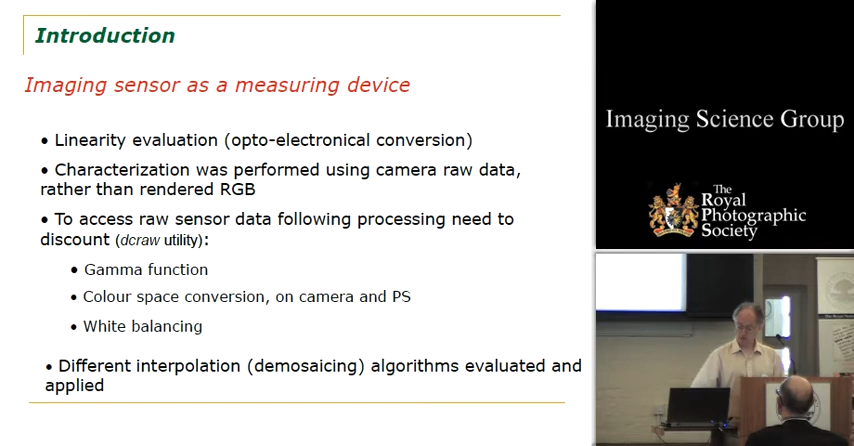 Introduction
Imaging sensor as a measuring device
• Linearity evaluation (opto-electronical conversion)
• Characterization was performed using camera raw data,
rather than rendered RGB
• To access raw sensor data following processing need to
discount (dcraw utility):
• Gamma function
• Colour space conversion, on camera and PS
• White balancing
• Different interpolation (demosaicing) algorithms evaluated and
applied
Imaging Science Group
The
Royal
Photographic
Society